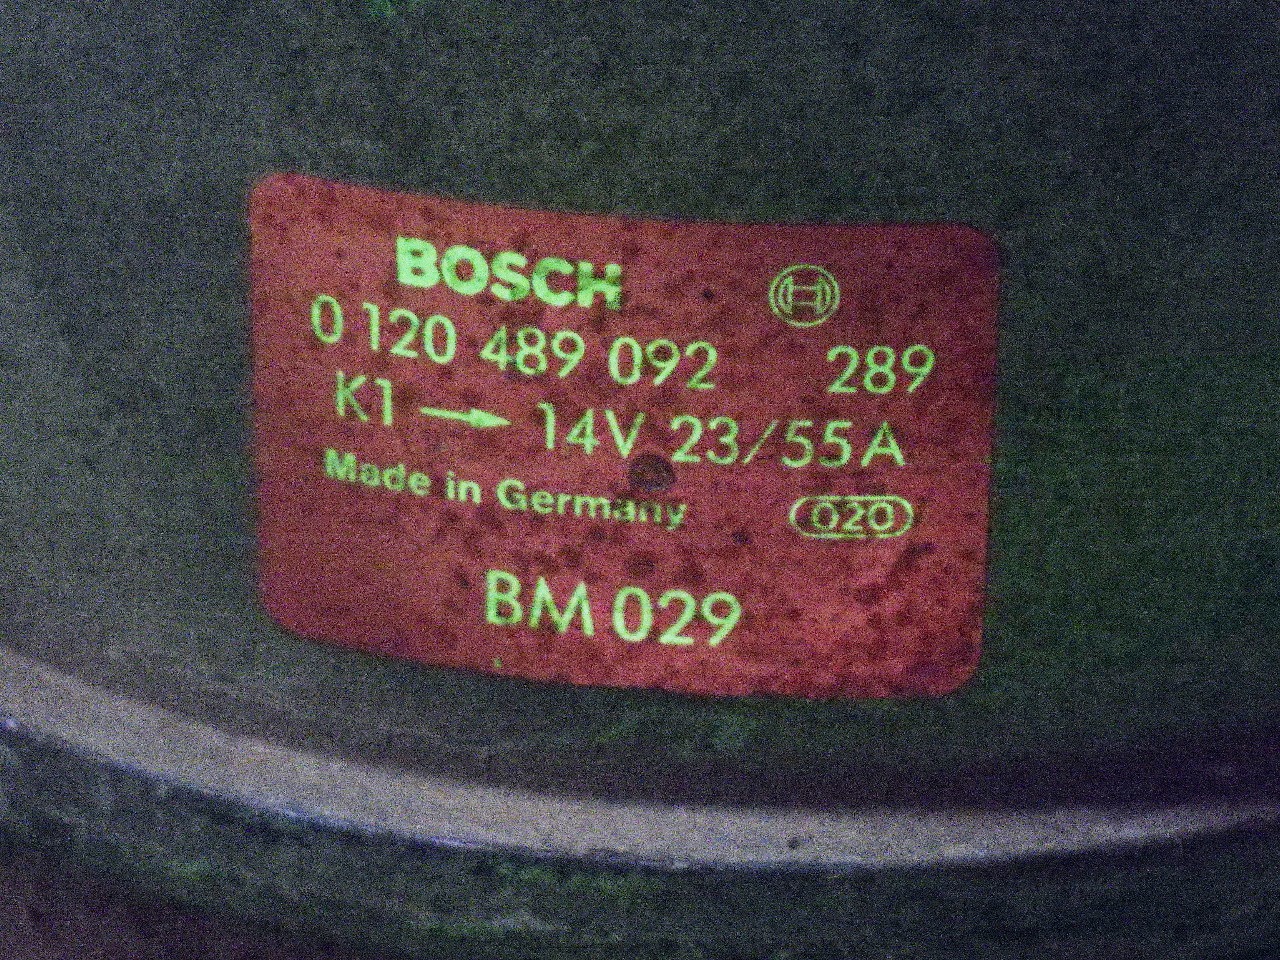 BOSCH
0 120 489 092 289
K1 → 14V 23/55A
Made in Germany 020
BM 029